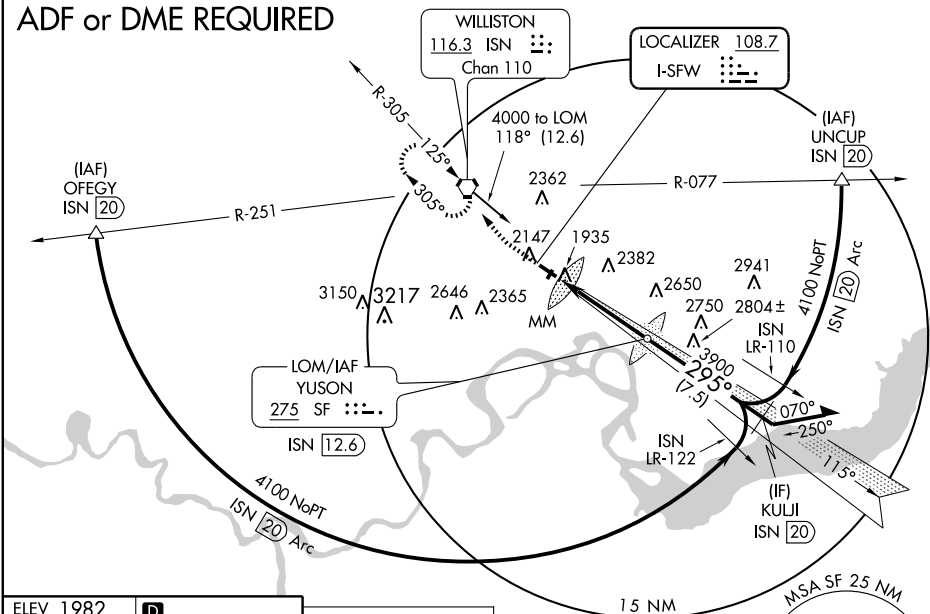 ADF or DME REQUIRED
WILLISTON
116.3 ISN
Chan 110
LOCALIZER 108.7
I-SFW
R-305
4000 to LOM
118° (12.6)
125°
305°
(IAF)
UNCUP
ISN 20
(IAF)
OFEGY
ISN 20
R-251
2362
R-077
2147
1935
2382
2650
2941
2750
2804±
3150
3217
2646
2365
MM
ISN
LR-110
4100 NoPT
ISN 20 Arc
3900
295°
(7.5)
LOM/IAF
YUSON
275 SF
ISN 12.6
070°
250°
ISN
LR-122
115°
(IF)
KULJI
ISN 20
4100 NoPT
ISN 20 Arc
15 NM
MSA SF 25 NM
ELEV 1982 D